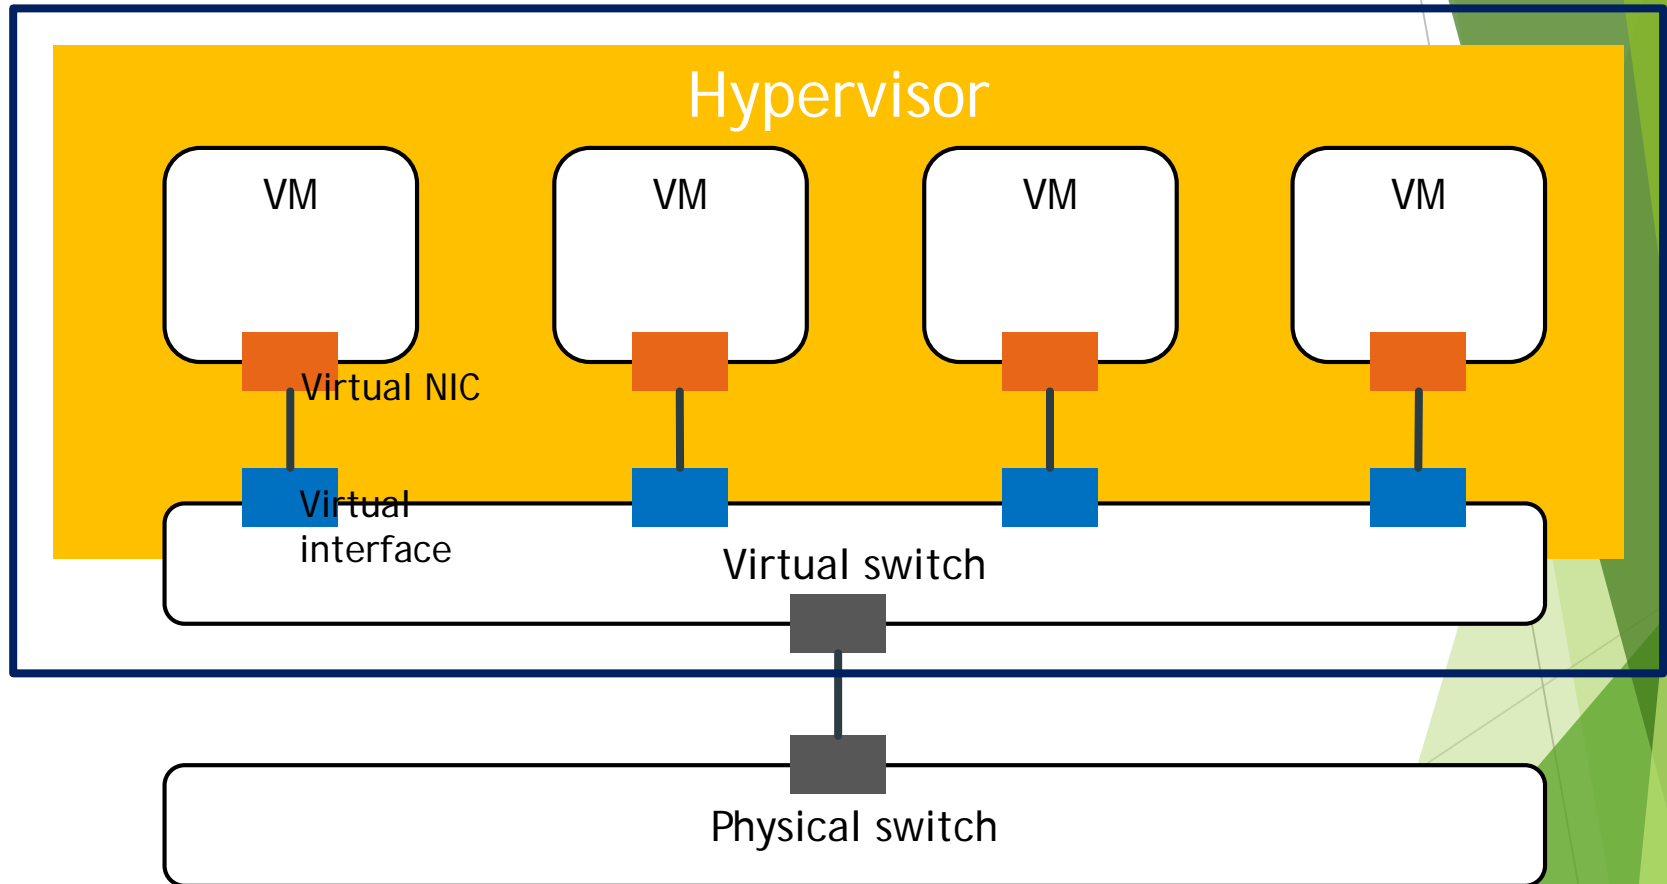 Hypervisor
VM
VM
VM
VM
Virtual NIC
Virtual
interface
Virtual switch
Physical switch